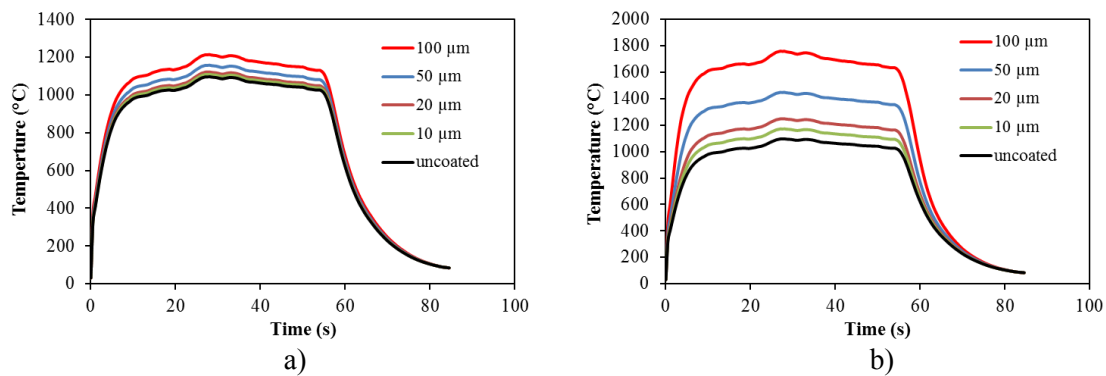 1400
1200
1000
800
600
400
200
0
Temperture (°C)
0 20 40 60 80 100
Time (s)
100 µm
50 µm
20 µm
10 µm
uncoated
a)
2000
1800
1600
1400
1200
1000
800
600
400
200
0
Temperature (°C)
0 20 40 60 80 100
Time (s)
100 µm
50 µm
20 µm
10 µm
uncoated
b)